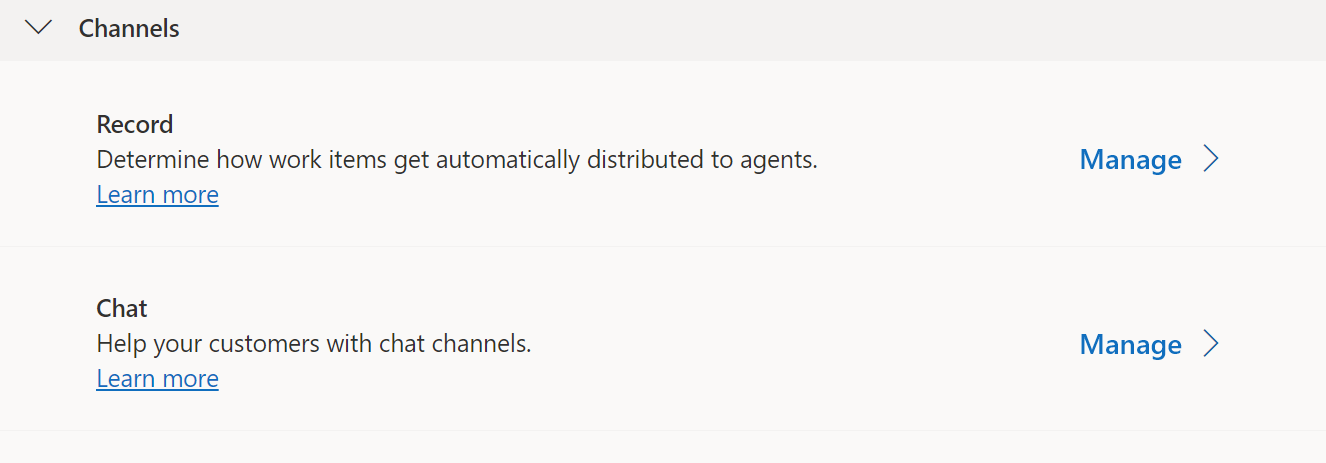 Channels
Record
Determine how work items get automatically distributed to agents.
Manage
Learn more
Chat
Help your customers with chat channels.
Manage
Learn more